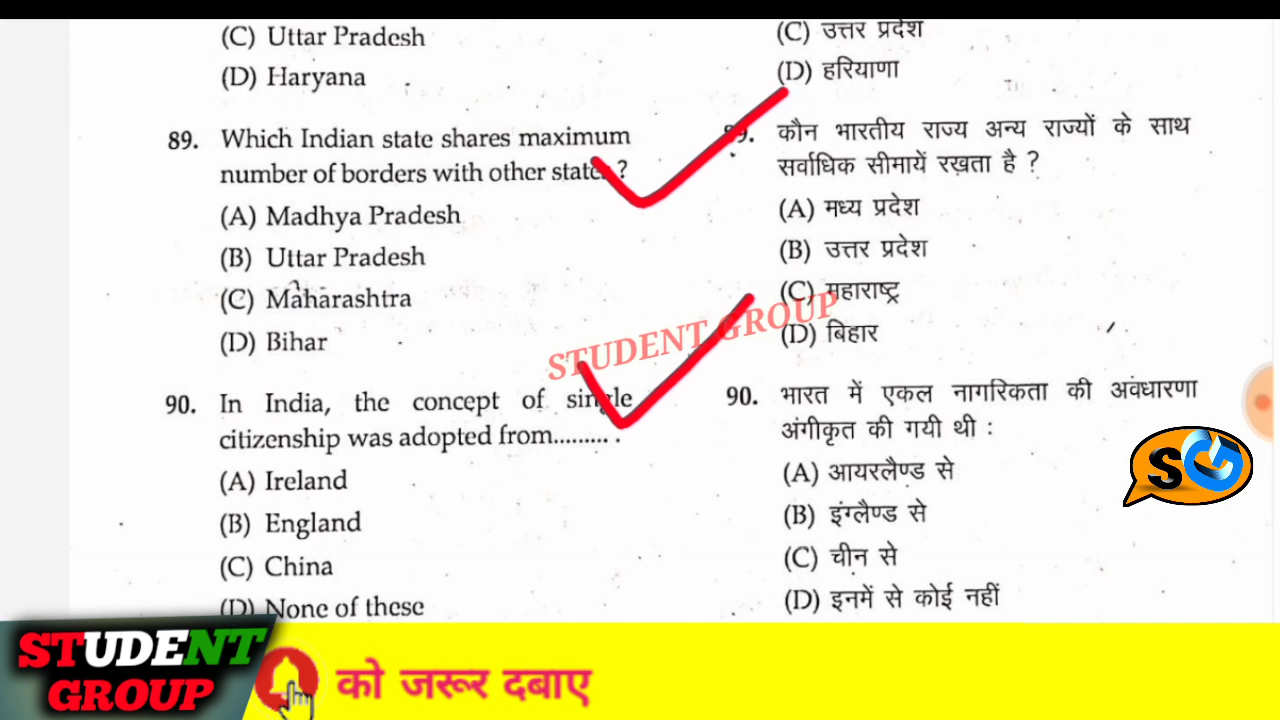 (C) Uttar Pradesh
(D) Haryana
89. Which Indian state shares maximum
number of borders with other states ?
(A) Madhya Pradesh
(B) Uttar Pradesh
(C) Maharashtra
(D) Bihar
90. In India, the concept of single
citizenship was adopted from......... .
(A) Ireland
(B) England
(C) China
(D) None of these
(C) उत्तर प्रदेश
(D) हरियाणा
89. कौन भारतीय राज्य अन्य राज्यों के साथ
सर्वाधिक सीमायें रखता है ?
(A) मध्य प्रदेश
(B) उत्तर प्रदेश
(C) महाराष्ट्र
(D) बिहार
90. भारत में एकल नागरिकता की अवधारणा
अंगीकृत की गयी थी :
(A) आयरलैण्ड से
(B) इंग्लैण्ड से
(C) चीन से
(D) इनमें से कोई नहीं
STUDENT GROUP
SG
STUDENT
GROUP
को जरूर दबाए